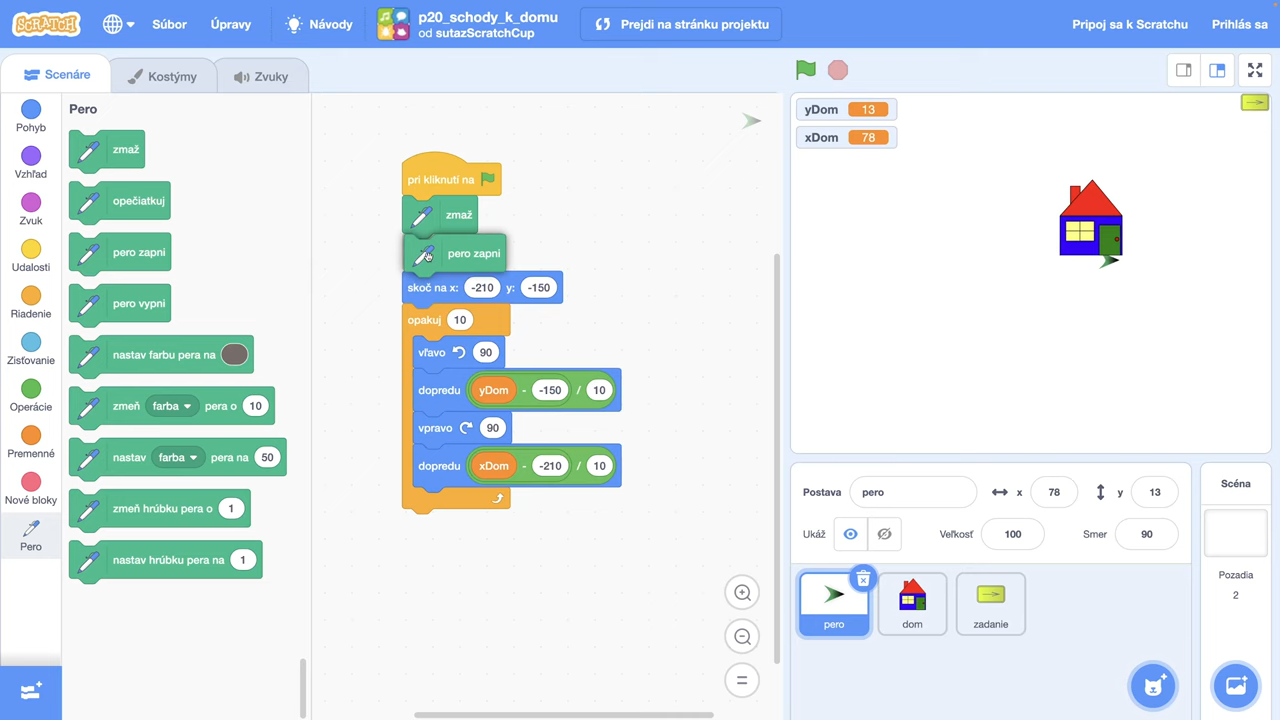 SCRATCH
Súbor
Úpravy
Návody
p20_schody_k_domu
od sutazScratchCup
Prejdi na stránku projektu
Pripoj sa k Scratchu
Prihlás sa
Scenáre
Kostýmy
Zvuky
Pohyb
Vzhľad
Zvuk
Udalosti
Riadenie
Zisťovanie
Operácie
Premenné
Nové bloky
Pero
Pero
zmaž
opečiatkuj
pero zapni
pero vypni
nastav farbu pera na
zmeň farba pera o 10
nastav farba pera na 50
zmeň hrúbku pera o 1
nastav hrúbku pera na 1
pri kliknutí na
zmaž
pero zapni
skoč na x: -210 y: -150
opakuj 10
vľavo 90
dopredu yDom - -150 / 10
vpravo 90
dopredu xDom - -210 / 10
yDom 13
xDom 78
Postava pero x 78 y 13
Ukáž Veľkosť 100 Smer 90
pero
dom
zadanie
Scéna
Pozadia
2